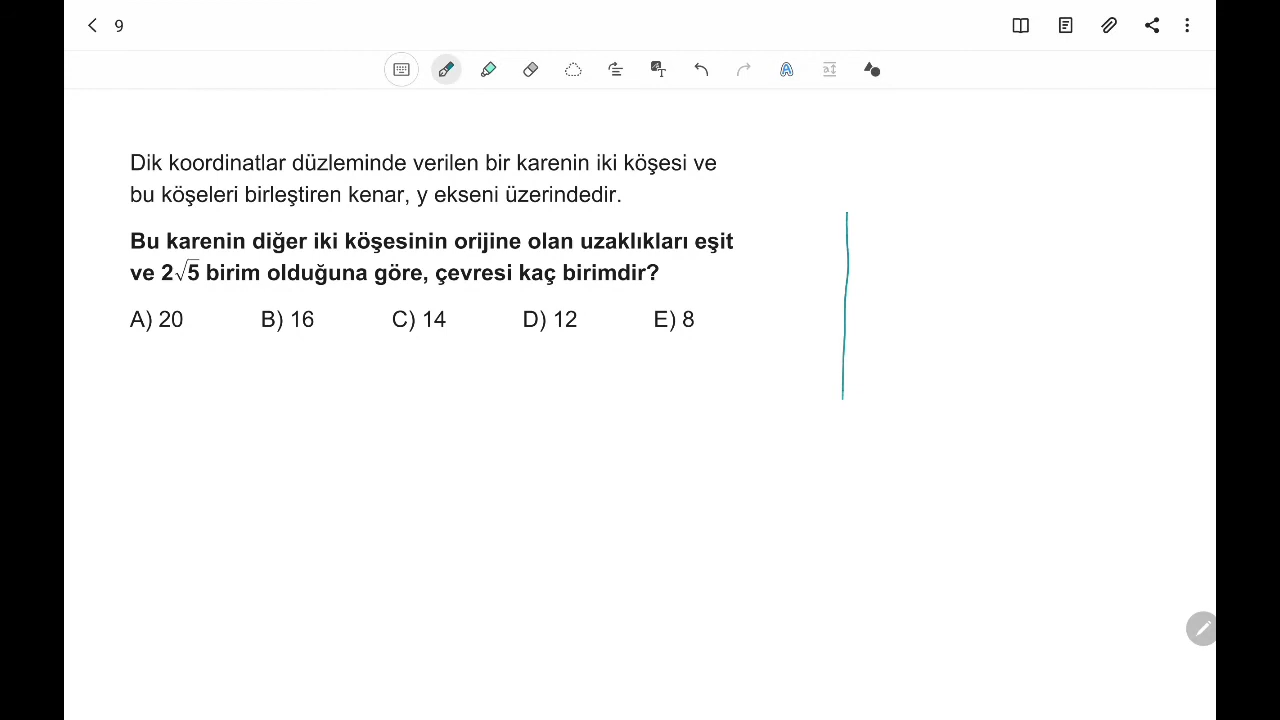 9
Dik koordinatlar düzleminde verilen bir karenin iki köşesi ve
bu köşeleri birleştiren kenar, y ekseni üzerindedir.
Bu karenin diğer iki köşesinin orijine olan uzaklıkları eşit
ve 2√5 birim olduğuna göre, çevresi kaç birimdir?
A) 20 B) 16 C) 14 D) 12 E) 8